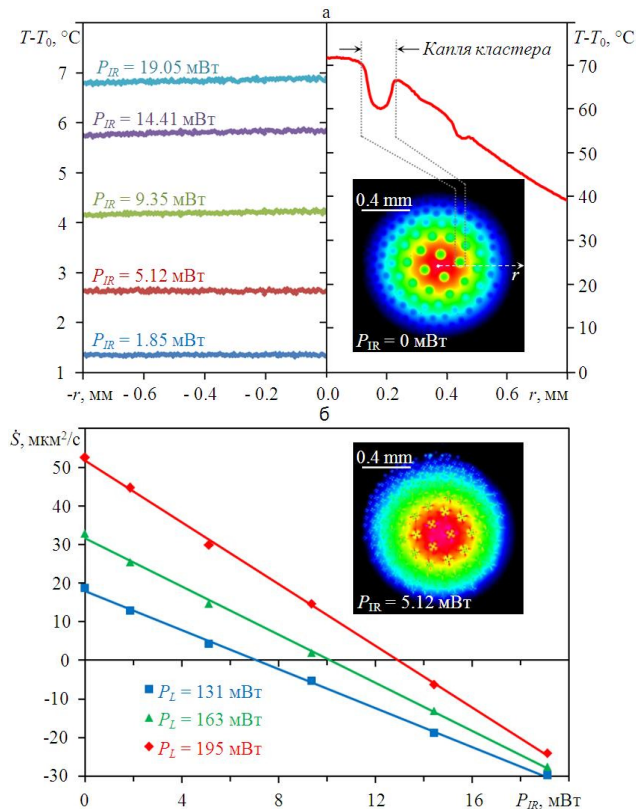 а
T-T0, °C
T-T0, °C
7
6
5
4
3
2
1
PIR = 19.05 мВт
PIR = 14.41 мВт
PIR = 9.35 мВт
PIR = 5.12 мВт
PIR = 1.85 мВт
Капля кластера
0.4 mm
r
PIR = 0 мВт
70
60
50
40
30
20
10
0
-r, мм - 0.6 - 0.4 - 0.2 0.0 0.2 0.4 0.6 r, мм
б
Ṡ, мкм²/с
50
40
30
20
10
0
-10
-20
-30
0.4 mm
PIR = 5.12 мВт
PL = 131 мВт
PL = 163 мВт
PL = 195 мВт
0 4 8 12 16 PIR, мВт